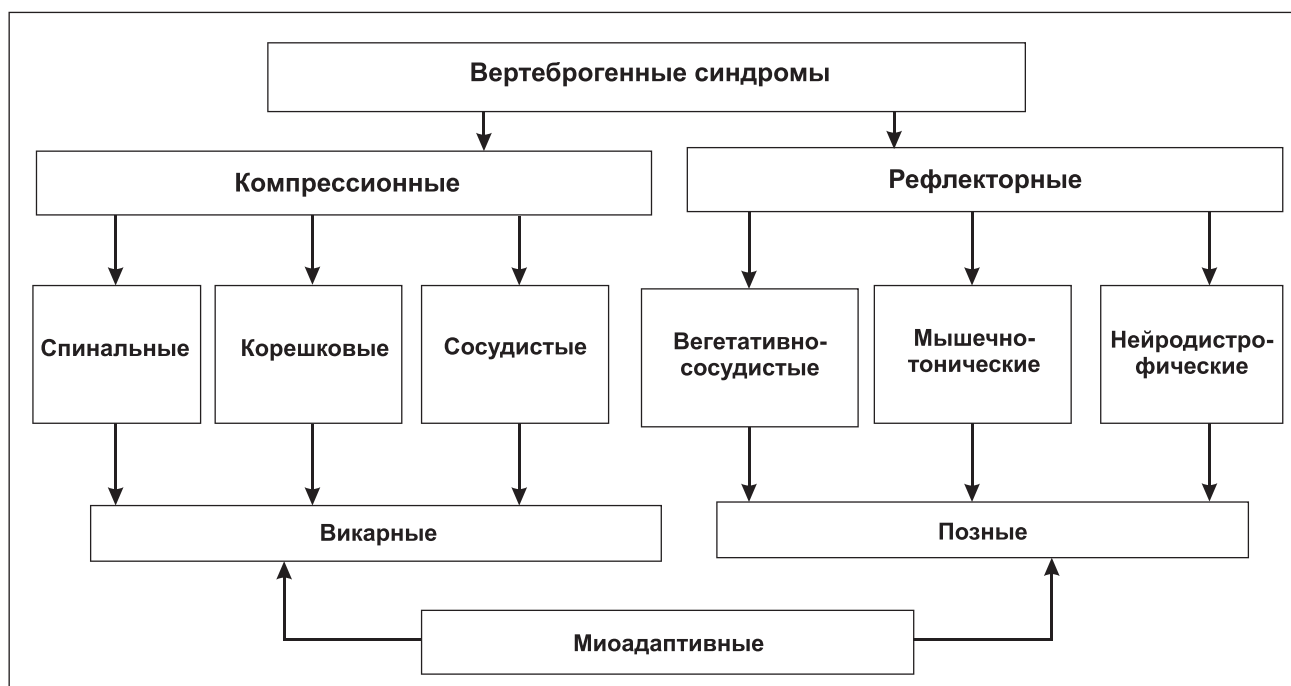 Вертеброгенные синдромы
Компрессионные
Рефлекторные
Спинальные
Корешковые
Сосудистые
Вегетативно-
сосудистые
Мышечно-
тонические
Нейродистро-
фические
Викарные
Позные
Миоадаптивные